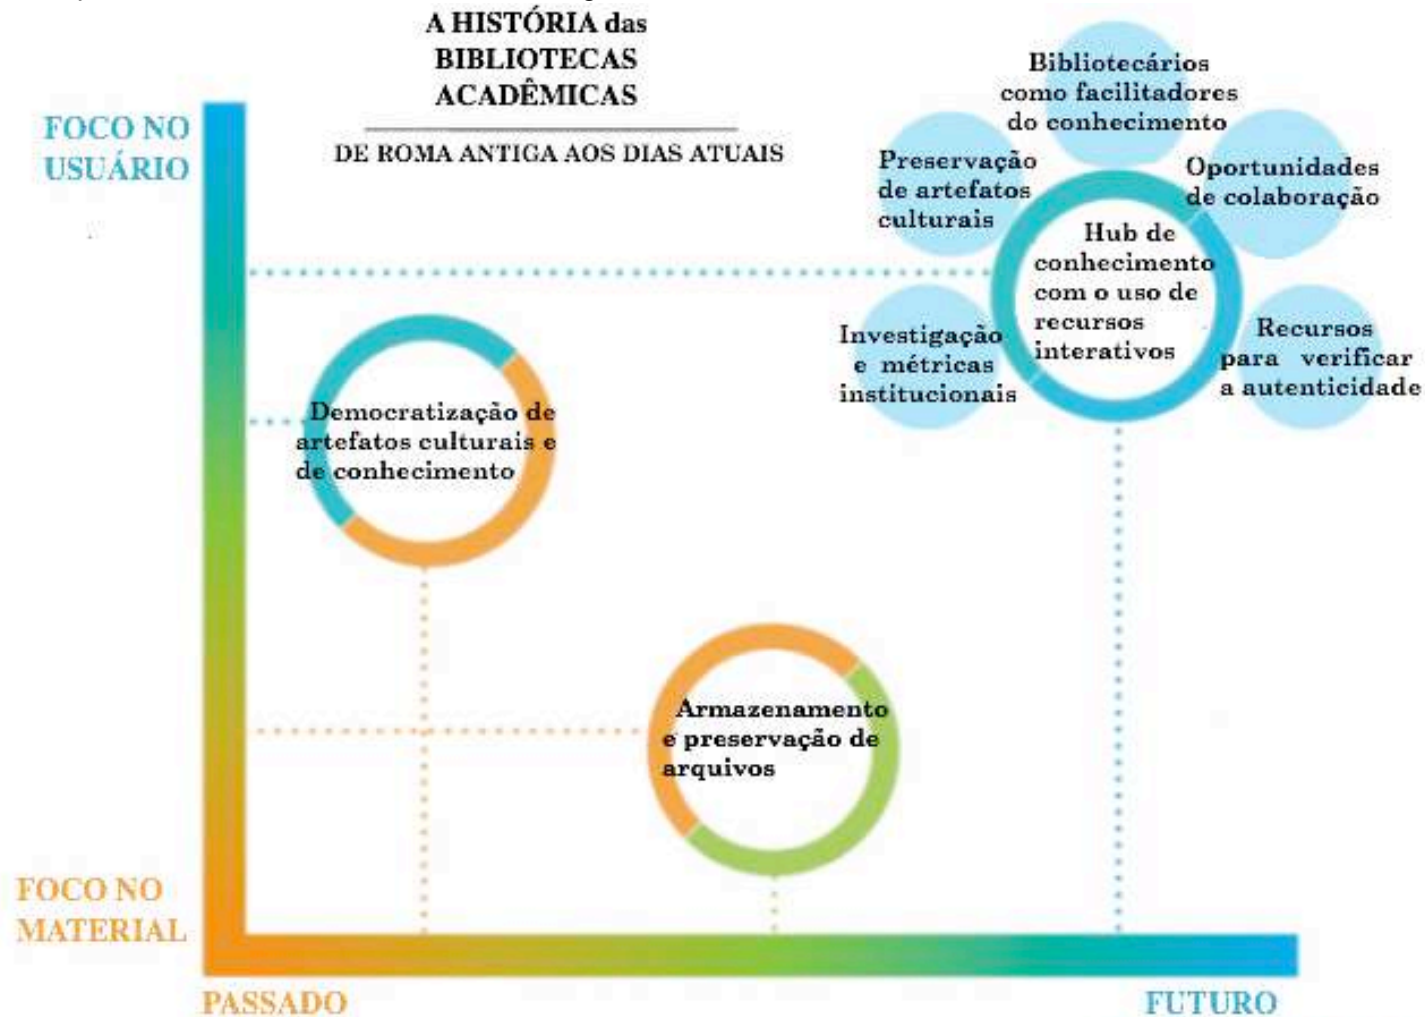 A HISTÓRIA das
BIBLIOTECAS
ACADÊMICAS
DE ROMA ANTIGA AOS DIAS ATUAIS
FOCO NO
USUÁRIO
Bibliotecários
como facilitadores
do conhecimento
Preservação
de artefatos
culturais
Oportunidades
de colaboração
Hub de
conhecimento
com o uso de
recursos
interativos
Investigação
e métricas
institucionais
Recursos
para verificar
a autenticidade
Democratização de
artefatos culturais e
de conhecimento
Armazenamento
e preservação de
arquivos
FOCO NO
MATERIAL
PASSADO
FUTURO